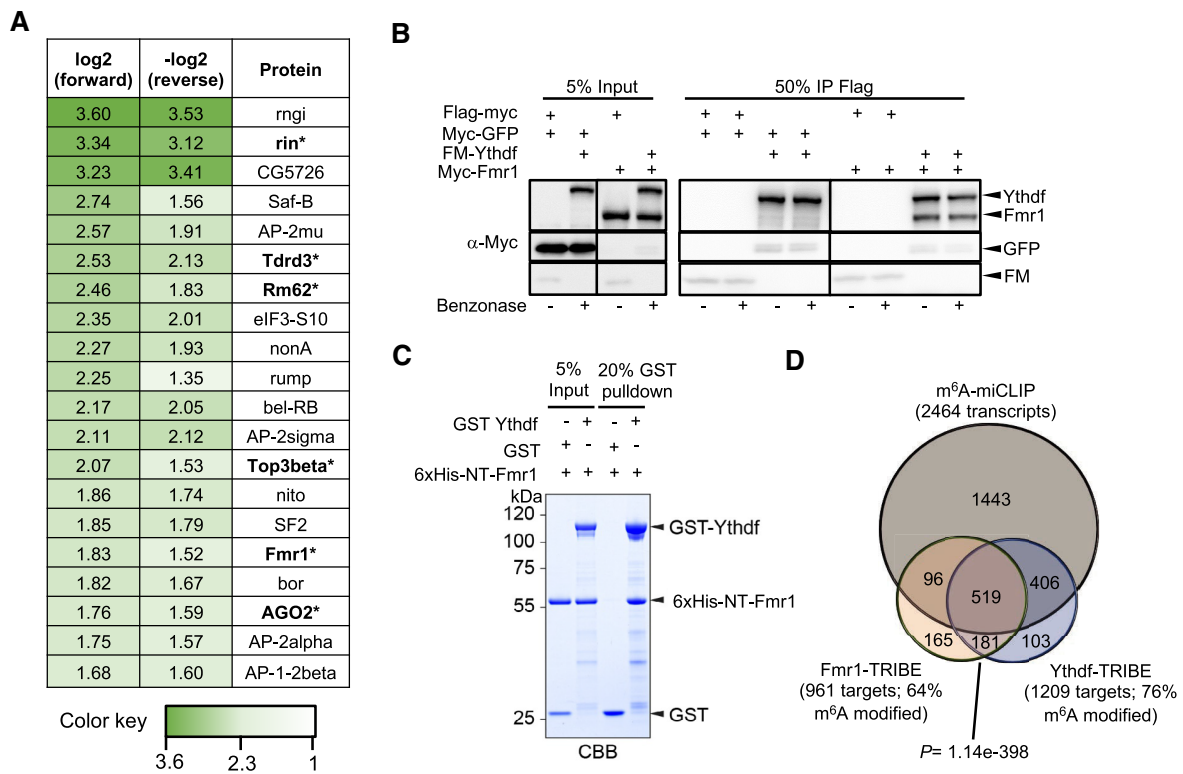 A
log2 (forward) -log2 (reverse) Protein
3.60 3.53 rngi
3.34 3.12 rin*
3.23 3.41 CG5726
2.74 1.56 Saf-B
2.57 1.91 AP-2mu
2.53 2.13 Tdrd3*
2.46 1.83 Rm62*
2.35 2.01 eIF3-S10
2.27 1.93 nonA
2.25 1.35 rump
2.17 2.05 bel-RB
2.11 2.12 AP-2sigma
2.07 1.53 Top3beta*
1.86 1.74 nito
1.85 1.79 SF2
1.83 1.52 Fmr1*
1.82 1.67 bor
1.76 1.59 AGO2*
1.75 1.57 AP-2alpha
1.68 1.60 AP-1-2beta
Color key
3.6 2.3 1
B
5% Input 50% IP Flag
Flag-myc + + + + + +
Myc-GFP + + + + + +
FM-Ythdf + + + + + +
Myc-Fmr1 + + + + + +
Ythdf
Fmr1
α-Myc
GFP
FM
Benzonase - + - + - + - + - + - +
C
5% Input 20% GST pulldown
GST Ythdf - + - +
GST + - + -
6xHis-NT-Fmr1 + + + +
kDa
120
100
75
55
25
GST-Ythdf
6xHis-NT-Fmr1
GST
CBB
D
m⁶A-miCLIP
(2464 transcripts)
1443
96 519 406
165 181 103
Fmr1-TRIBE
(961 targets; 64%
m⁶A modified)
Ythdf-TRIBE
(1209 targets; 76%
m⁶A modified)
P= 1.14e-398